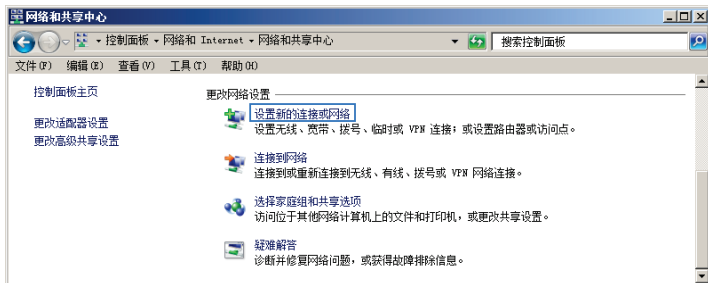 网络和共享中心
控制面板 网络和 Internet 网络和共享中心 搜索控制面板
文件(F) 编辑(E) 查看(V) 工具(T) 帮助(H)
控制面板主页
更改适配器设置
更改高级共享设置
更改网络设置
设置新的连接或网络
设置无线、宽带、拨号、临时或 VPN 连接；或设置路由器或访问点。
连接到网络
连接到或重新连接到无线、有线、拨号或 VPN 网络连接。
选择家庭组和共享选项
访问位于其他网络计算机上的文件和打印机，或更改共享设置。
疑难解答
诊断并修复网络问题，或获得故障排除信息。